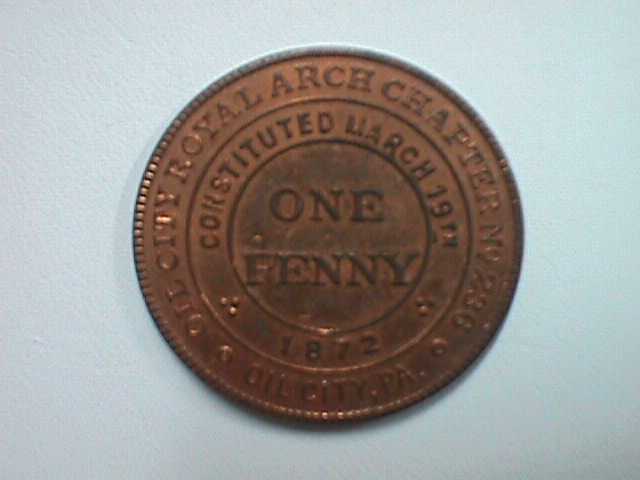 OIL CITY ROYAL ARCH CHAPTER No 236
CONSTITUTED MARCH 19TH
ONE
PENNY
1872
OIL CITY, PA.